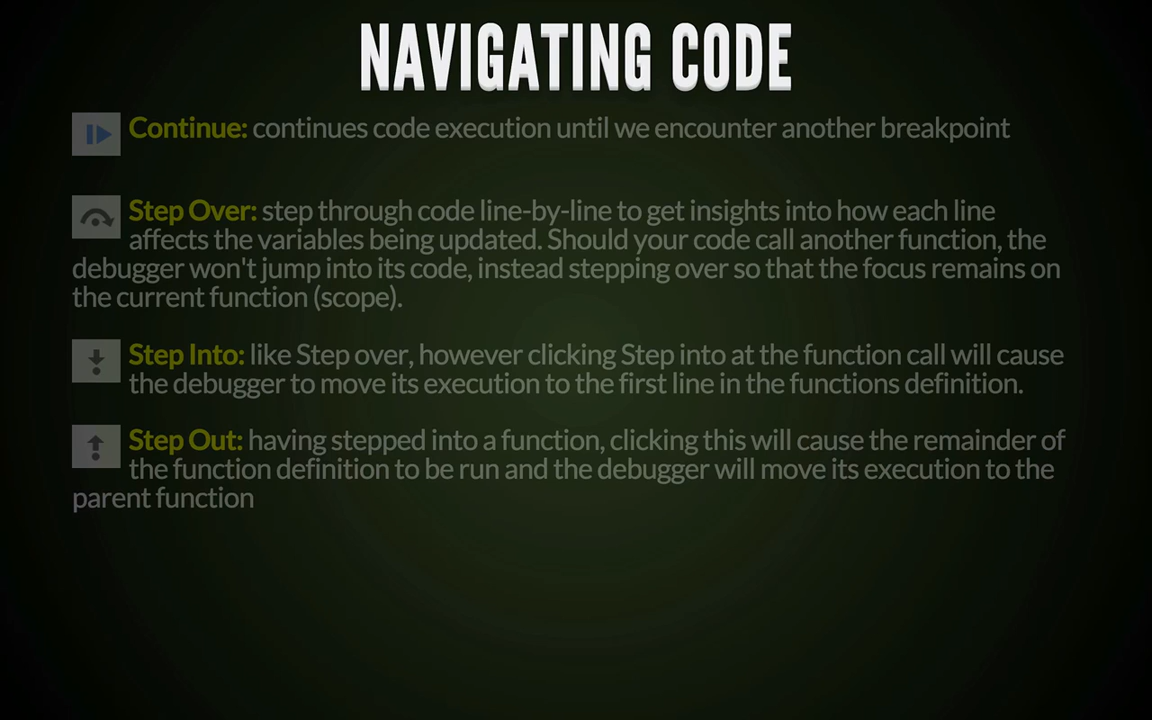 NAVIGATING CODE
Continue: continues code execution until we encounter another breakpoint
Step Over: step through code line-by-line to get insights into how each line
affects the variables being updated. Should your code call another function, the
debugger won't jump into its code, instead stepping over so that the focus remains on
the current function (scope).
Step Into: like Step over, however clicking Step into at the function call will cause
the debugger to move its execution to the first line in the functions definition.
Step Out: having stepped into a function, clicking this will cause the remainder of
the function definition to be run and the debugger will move its execution to the
parent function